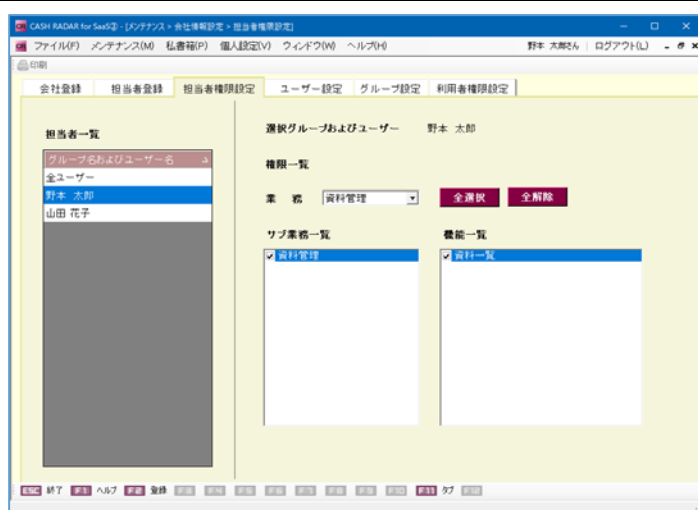 CASH RADAR for SaaS② - [メンテナンス > 会社情報設定 > 担当者権限設定]
ファイル(F) メンテナンス(M) 私書箱(P) 個人設定(V) ウィンドウ(W) ヘルプ(H) 野本 太郎さん ログアウト(L)
印刷
会社登録 担当者登録 担当者権限設定 ユーザー設定 グループ設定 利用者権限設定
選択グループおよびユーザー 野本 太郎
担当者一覧
グループ名およびユーザー名
全ユーザー
野本 太郎
山田 花子
権限一覧
業 務 資料管理 全選択 全解除
サブ業務一覧 機能一覧
資料管理 資料一覧
ESC 終了 F1 ヘルプ F2 登録 F3 F4 F5 F6 F7 F8 F9 F10 F11 タブ F12